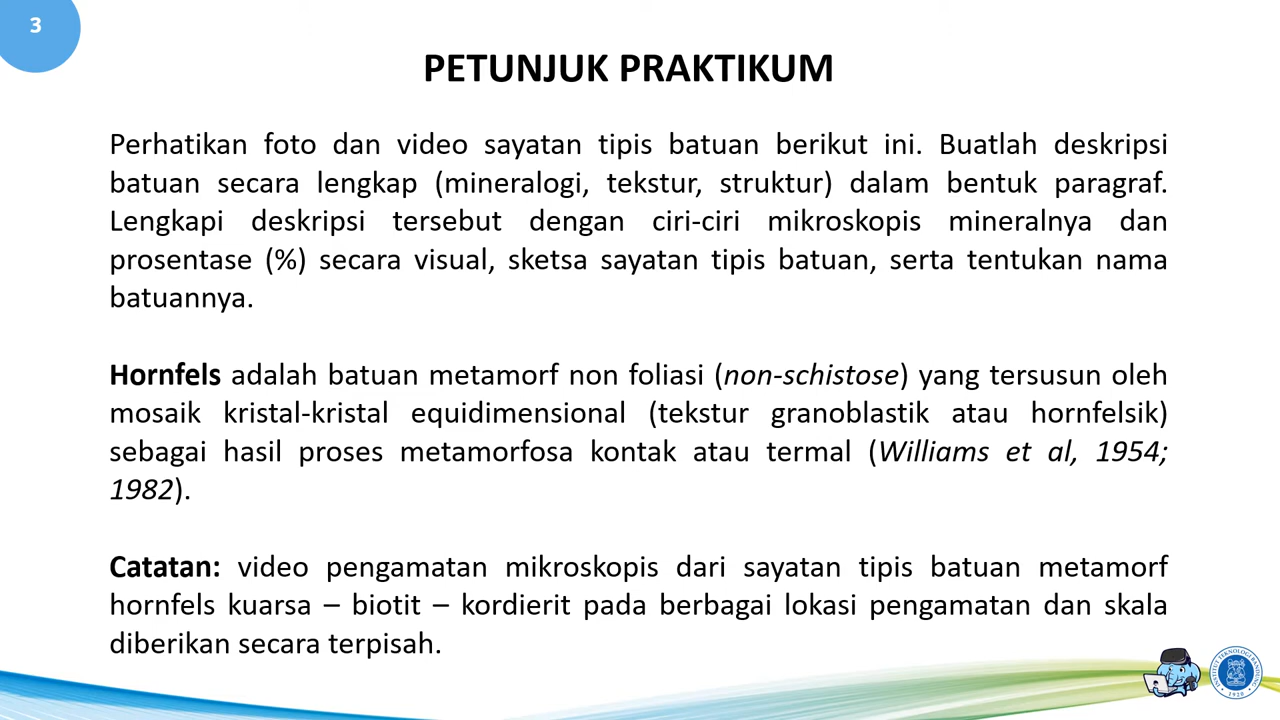 3
PETUNJUK PRAKTIKUM
Perhatikan foto dan video sayatan tipis batuan berikut ini. Buatlah deskripsi
batuan secara lengkap (mineralogi, tekstur, struktur) dalam bentuk paragraf.
Lengkapi deskripsi tersebut dengan ciri-ciri mikroskopis mineralnya dan
prosentase (%) secara visual, sketsa sayatan tipis batuan, serta tentukan nama
batuannya.
Hornfels adalah batuan metamorf non foliasi (non-schistose) yang tersusun oleh
mosaik kristal-kristal equidimensional (tekstur granoblastik atau hornfelsik)
sebagai hasil proses metamorfosa kontak atau termal (Williams et al, 1954;
1982).
Catatan: video pengamatan mikroskopis dari sayatan tipis batuan metamorf
hornfels kuarsa – biotit – kordierit pada berbagai lokasi pengamatan dan skala
diberikan secara terpisah.
INSTITUT TEKNOLOGI BANDUNG
1920